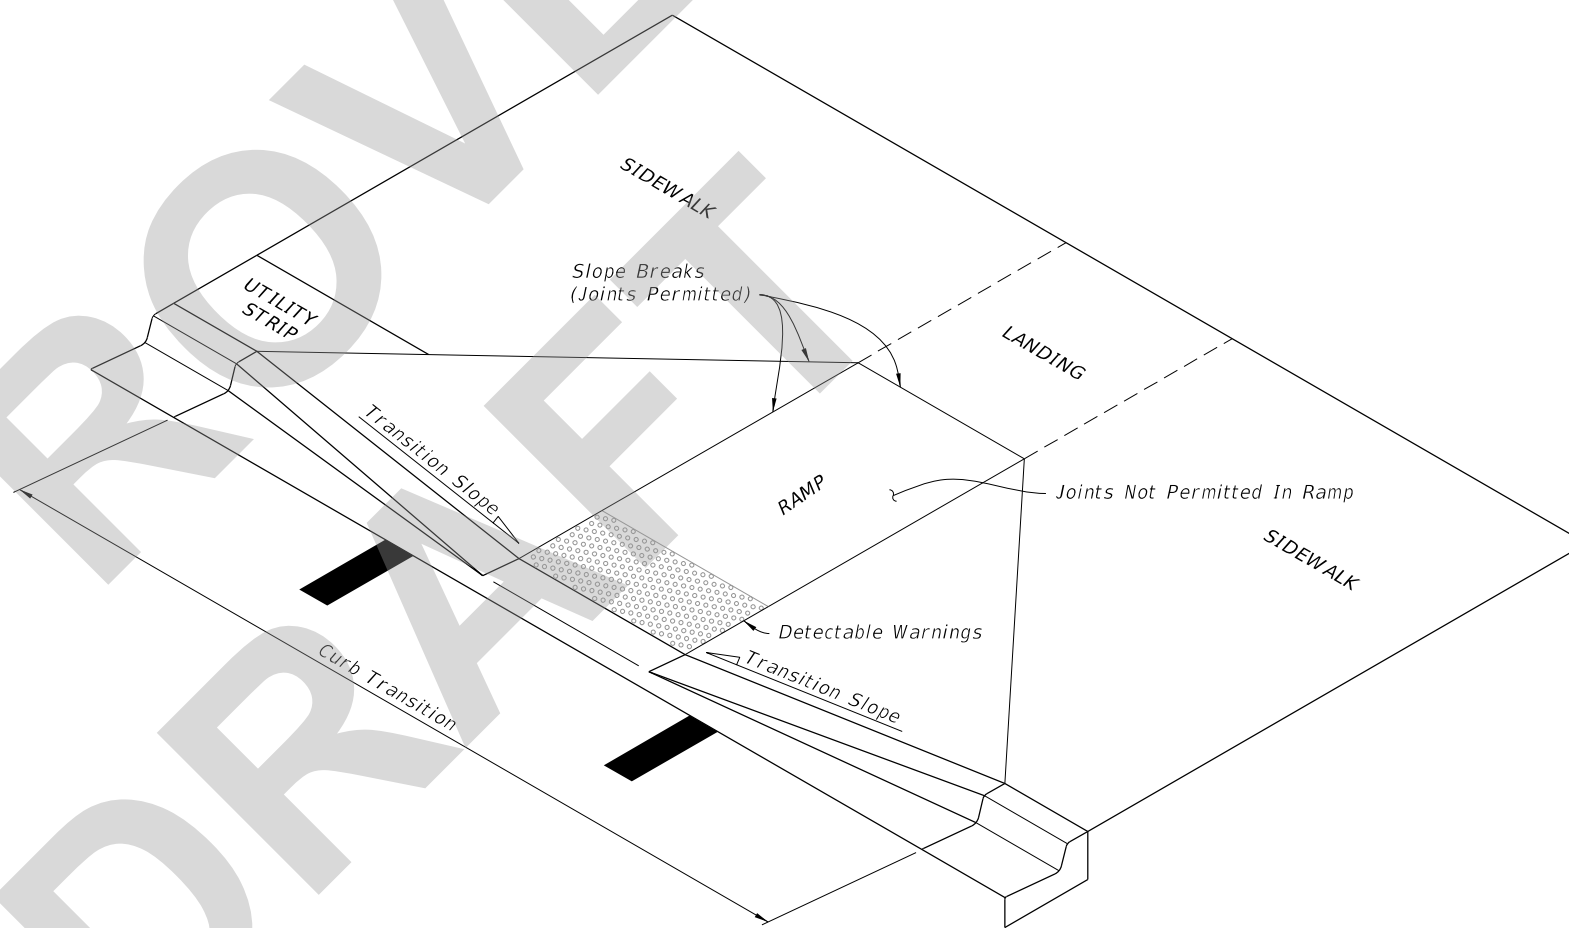 SIDEWALK
Slope Breaks
(Joints Permitted)
UTILITY
STRIP
LANDING
Transition Slope
RAMP
Joints Not Permitted In Ramp
SIDEWALK
Detectable Warnings
Transition Slope
Curb Transition
DRAFT